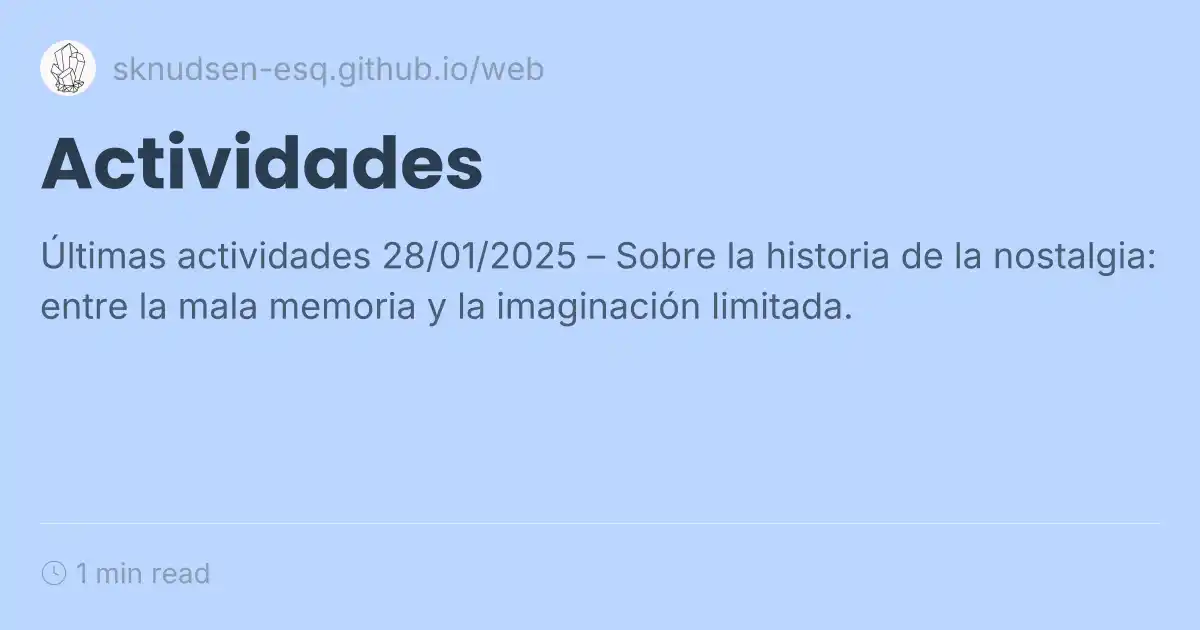 sknudsen-esq.github.io/web
Actividades
Últimas actividades 28/01/2025 – Sobre la historia de la nostalgia:
entre la mala memoria y la imaginación limitada.
1 min read